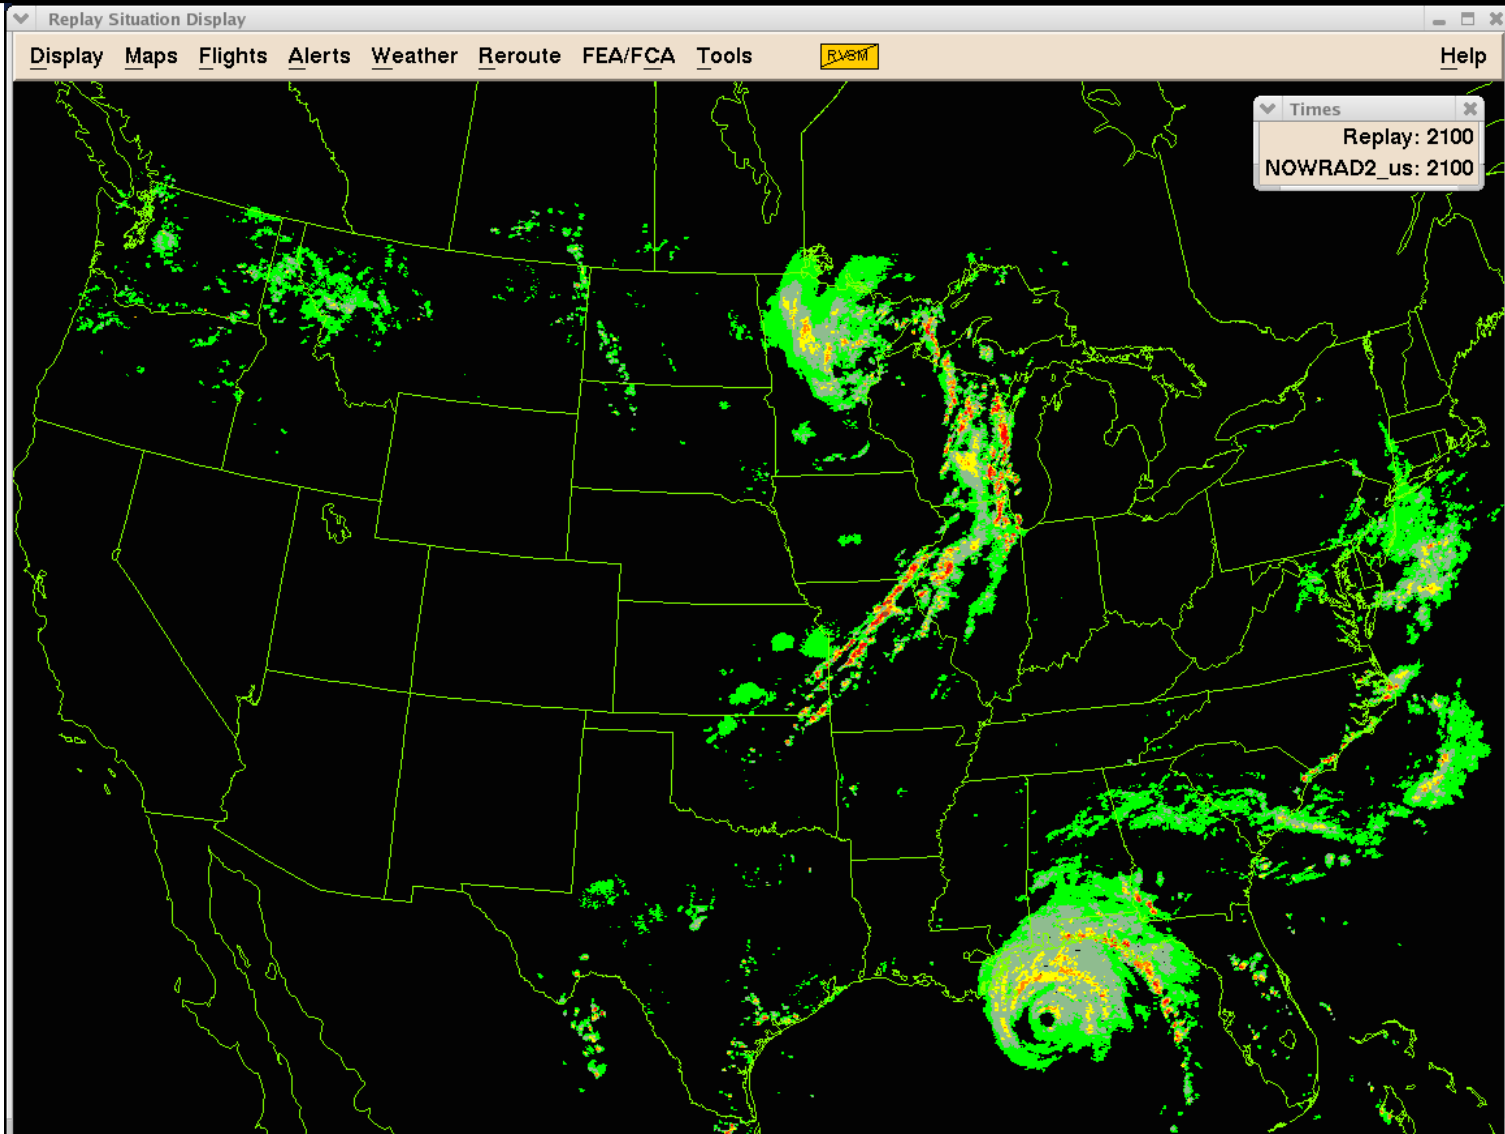 Replay Situation Display
Display Maps Flights Alerts Weather Reroute FEA/FCA Tools RVSM Help
Times
Replay: 2100
NOWRAD2_us: 2100